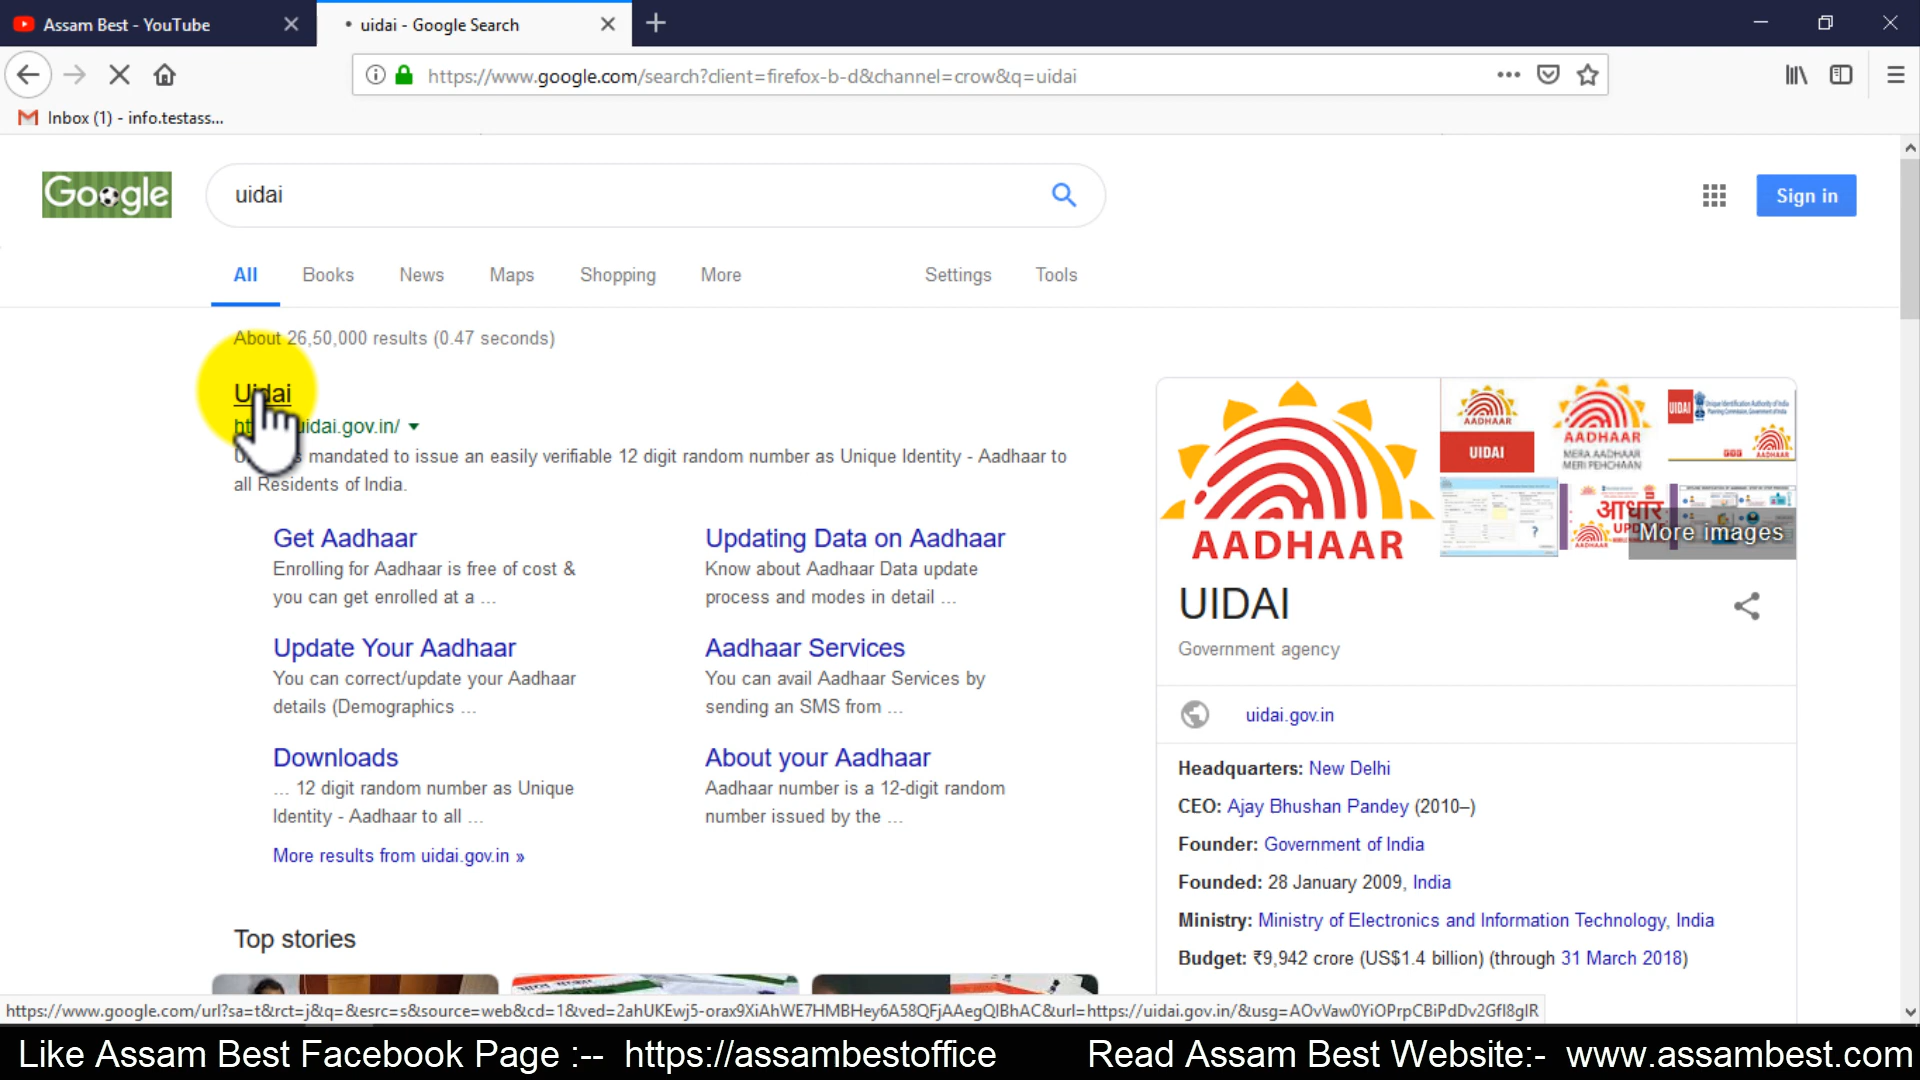 Assam Best - YouTube
uidai - Google Search
https://www.google.com/search?client=firefox-b-d&channel=crow&q=uidai
Inbox (1) - info.testass...
Google
uidai
Sign in
All Books News Maps Shopping More Settings Tools
About 26,50,000 results (0.47 seconds)
Uidai
uidai.gov.in/
mandated to issue an easily verifiable 12 digit random number as Unique Identity - Aadhaar to
all Residents of India.
Get Aadhaar
Enrolling for Aadhaar is free of cost &
you can get enrolled at a ...
Updating Data on Aadhaar
Know about Aadhaar Data update
process and modes in detail ...
Update Your Aadhaar
You can correct/update your Aadhaar
details (Demographics ...
Aadhaar Services
You can avail Aadhaar Services by
sending an SMS from ...
Downloads
... 12 digit random number as Unique
Identity - Aadhaar to all ...
About your Aadhaar
Aadhaar number is a 12-digit random
number issued by the ...
More results from uidai.gov.in »
Top stories
AADHAAR
AADHAAR
UIDAI
AADHAAR
MERA AADHAAR
MERI PEHCHAAN
UIDAI
Unique Identification Authority of India
AADHAAR
आधार
AADHAAR
More images
UIDAI
Government agency
uidai.gov.in
Headquarters: New Delhi
CEO: Ajay Bhushan Pandey (2010–)
Founder: Government of India
Founded: 28 January 2009, India
Ministry: Ministry of Electronics and Information Technology, India
Budget: ₹9,942 crore (US$1.4 billion) (through 31 March 2018)
https://www.google.com/url?sa=t&rct=j&q=&esrc=s&source=web&cd=1&ved=2ahUKEwj5-orax9XiAhWE7HMBHey6A58QFjAAegQIBhAC&url=https://uidai.gov.in/&usg=AOvVaw0YiOPrpCBiPdDv2Gfl8glR
Like Assam Best Facebook Page :-- https://assambestoffice Read Assam Best Website:- www.assambest.com